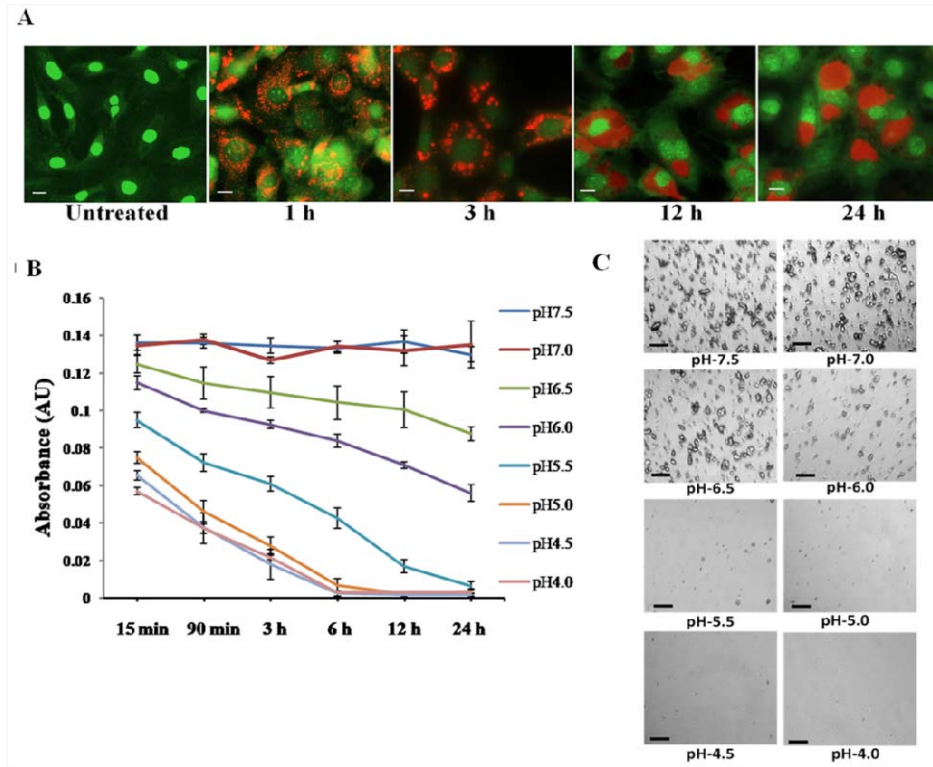 A
Untreated 1 h 3 h 12 h 24 h
B
Absorbance (AU)
0.16
0.14
0.12
0.1
0.08
0.06
0.04
0.02
0
15 min 90 min 3 h 6 h 12 h 24 h
pH7.5
pH7.0
pH6.5
pH6.0
pH5.5
pH5.0
pH4.5
pH4.0
C
pH-7.5 pH-7.0
pH-6.5 pH-6.0
pH-5.5 pH-5.0
pH-4.5 pH-4.0